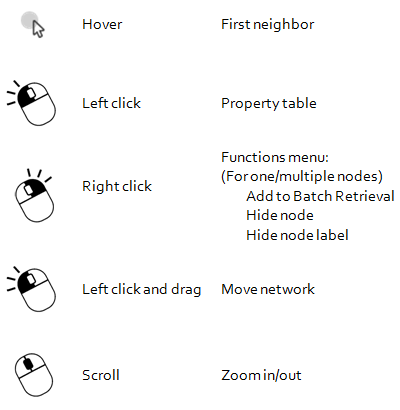 Hover First neighbor
Left click Property table
Functions menu:
(For one/multiple nodes)
Right click Add to Batch Retrieval
Hide node
Hide node label
Left click and drag Move network
Scroll Zoom in/out